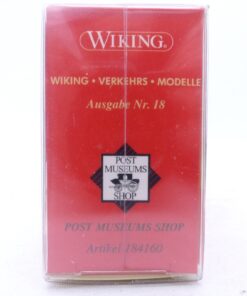 WIKING®
WIKING • VERKEHRS • MODELLE
Ausgabe Nr. 18
POST
MUSEUMS
SHOP
POST MUSEUMS SHOP
Artikel 184160